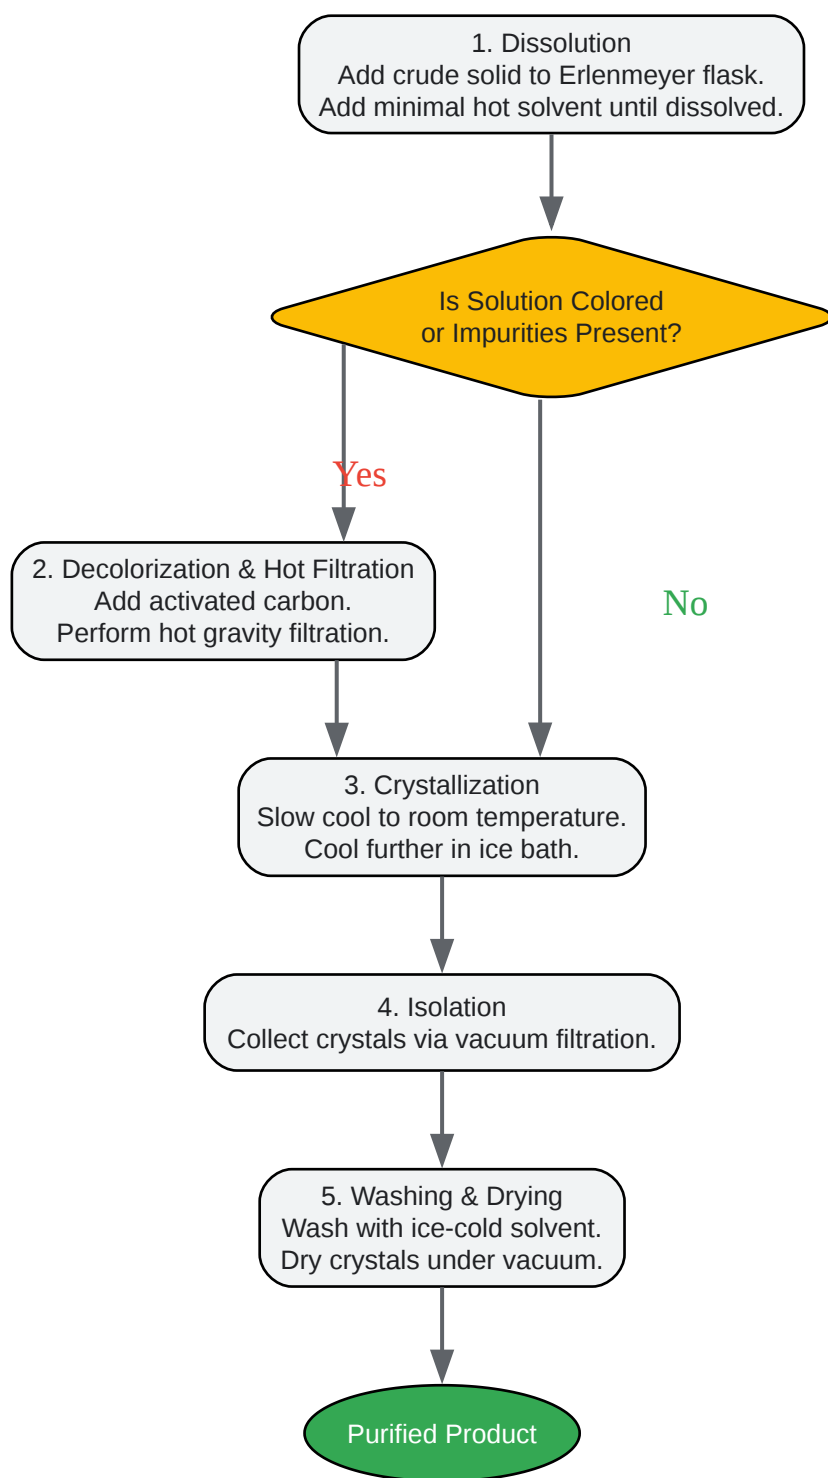 1. Dissolution
Add crude solid to Erlenmeyer flask.
Add minimal hot solvent until dissolved.
Is Solution Colored
or Impurities Present?
Yes
2. Decolorization & Hot Filtration
Add activated carbon.
Perform hot gravity filtration.
No
3. Crystallization
Slow cool to room temperature.
Cool further in ice bath.
4. Isolation
Collect crystals via vacuum filtration.
5. Washing & Drying
Wash with ice-cold solvent.
Dry crystals under vacuum.
Purified Product